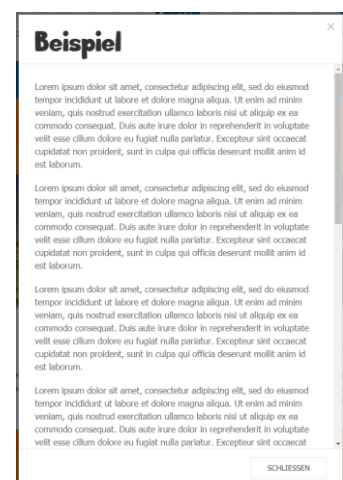 ×
Beispiel
Lorem ipsum dolor sit amet, consectetur adipiscing elit, sed do eiusmod
tempor incididunt ut labore et dolore magna aliqua. Ut enim ad minim
veniam, quis nostrud exercitation ullamco laboris nisi ut aliquip ex ea
commodo consequat. Duis aute irure dolor in reprehenderit in voluptate
velit esse cillum dolore eu fugiat nulla pariatur. Excepteur sint occaecat
cupidatat non proident, sunt in culpa qui officia deserunt mollit anim id
est laborum.
Lorem ipsum dolor sit amet, consectetur adipiscing elit, sed do eiusmod
tempor incididunt ut labore et dolore magna aliqua. Ut enim ad minim
veniam, quis nostrud exercitation ullamco laboris nisi ut aliquip ex ea
commodo consequat. Duis aute irure dolor in reprehenderit in voluptate
velit esse cillum dolore eu fugiat nulla pariatur. Excepteur sint occaecat
cupidatat non proident, sunt in culpa qui officia deserunt mollit anim id
est laborum.
Lorem ipsum dolor sit amet, consectetur adipiscing elit, sed do eiusmod
tempor incididunt ut labore et dolore magna aliqua. Ut enim ad minim
veniam, quis nostrud exercitation ullamco laboris nisi ut aliquip ex ea
commodo consequat. Duis aute irure dolor in reprehenderit in voluptate
velit esse cillum dolore eu fugiat nulla pariatur. Excepteur sint occaecat
cupidatat non proident, sunt in culpa qui officia deserunt mollit anim id
est laborum.
Lorem ipsum dolor sit amet, consectetur adipiscing elit, sed do eiusmod
tempor incididunt ut labore et dolore magna aliqua. Ut enim ad minim
veniam, quis nostrud exercitation ullamco laboris nisi ut aliquip ex ea
commodo consequat. Duis aute irure dolor in reprehenderit in voluptate
velit esse cillum dolore eu fugiat nulla pariatur. Excepteur sint occaecat
SCHLIESSEN